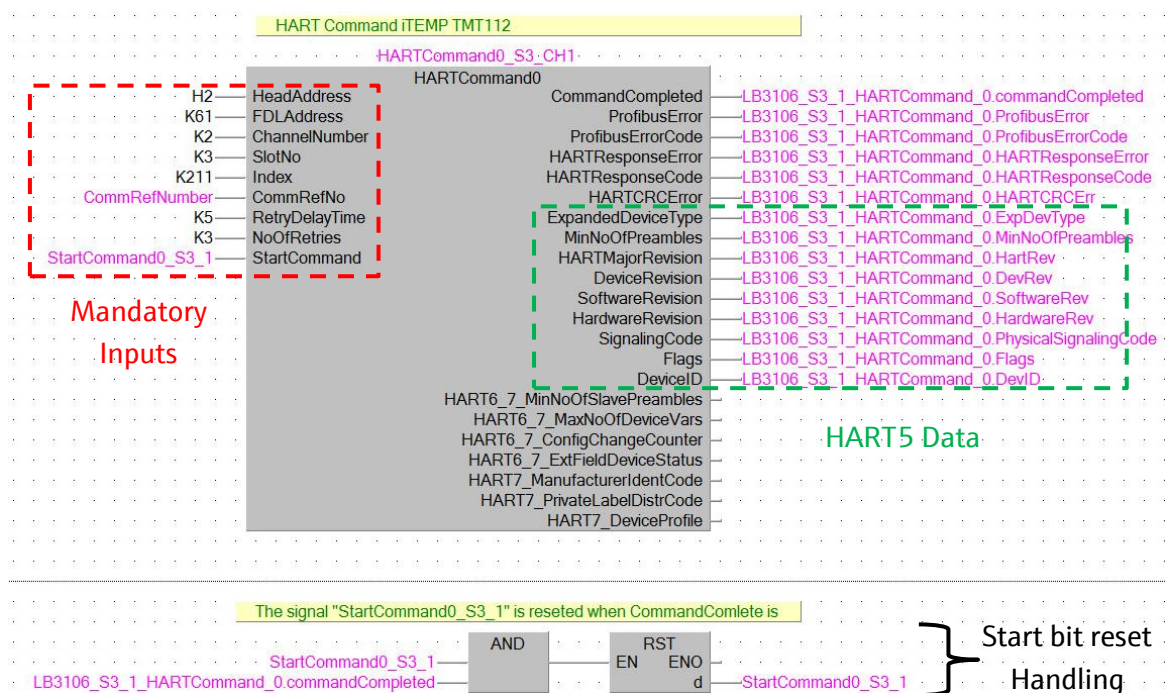 HART Command iTEMP TMT112
HARTCommand0_S3_CH1
HARTCommand0
H2 HeadAddress CommandCompleted LB3106_S3_1_HARTCommand_0.commandCompleted
K61 FDLAddress ProfibusError LB3106_S3_1_HARTCommand_0.ProfibusError
K2 ChannelNumber ProfibusErrorCode LB3106_S3_1_HARTCommand_0.ProfibusErrorCode
K3 SlotNo HARTResponseError LB3106_S3_1_HARTCommand_0.HARTResponseError
K211 Index HARTResponseCode LB3106_S3_1_HARTCommand_0.HARTResponseCode
CommRefNumber CommRefNo HARTCRCError LB3106_S3_1_HARTCommand_0.HARTCRCErr
K5 RetryDelayTime ExpandedDeviceType LB3106_S3_1_HARTCommand_0.ExpDevType
K3 NoOfRetries MinNoOfPreambles LB3106_S3_1_HARTCommand_0.MinNoOfPreambles
StartCommand0_S3_1 StartCommand HARTMajorRevision LB3106_S3_1_HARTCommand_0.HartRev
DeviceRevision LB3106_S3_1_HARTCommand_0.DevRev
SoftwareRevision LB3106_S3_1_HARTCommand_0.SoftwareRev
HardwareRevision LB3106_S3_1_HARTCommand_0.HardwareRev
SignalingCode LB3106_S3_1_HARTCommand_0.PhysicalSignalingCode
Flags LB3106_S3_1_HARTCommand_0.Flags
DeviceID LB3106_S3_1_HARTCommand_0.DevID
Mandatory
Inputs
HART6_7_MinNoOfSlavePreambles
HART6_7_MaxNoOfDeviceVars
HART6_7_ConfigChangeCounter
HART6_7_ExtFieldDeviceStatus
HART7_ManufacturerIdentCode
HART7_PrivateLabelDistrCode
HART7_DeviceProfile
HART5 Data
The signal "StartCommand0_S3_1" is reseted when CommandComlete is
AND RST
StartCommand0_S3_1 EN ENO
LB3106_S3_1_HARTCommand_0.commandCompleted d StartCommand0_S3_1
Start bit reset
Handling